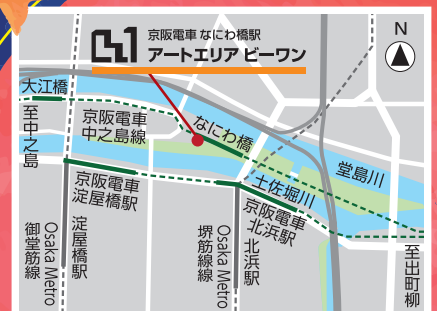 京阪電車 なにわ橋駅
アートエリア ビーワン
N
大江橋
至中之島
京阪電車
中之島線
なにわ橋
堂島川
土佐堀川
京阪電車
淀屋橋駅
京阪電車
北浜駅
Osaka Metro
御堂筋線
淀屋橋駅
Osaka Metro
堺筋線
北浜駅
至出町柳